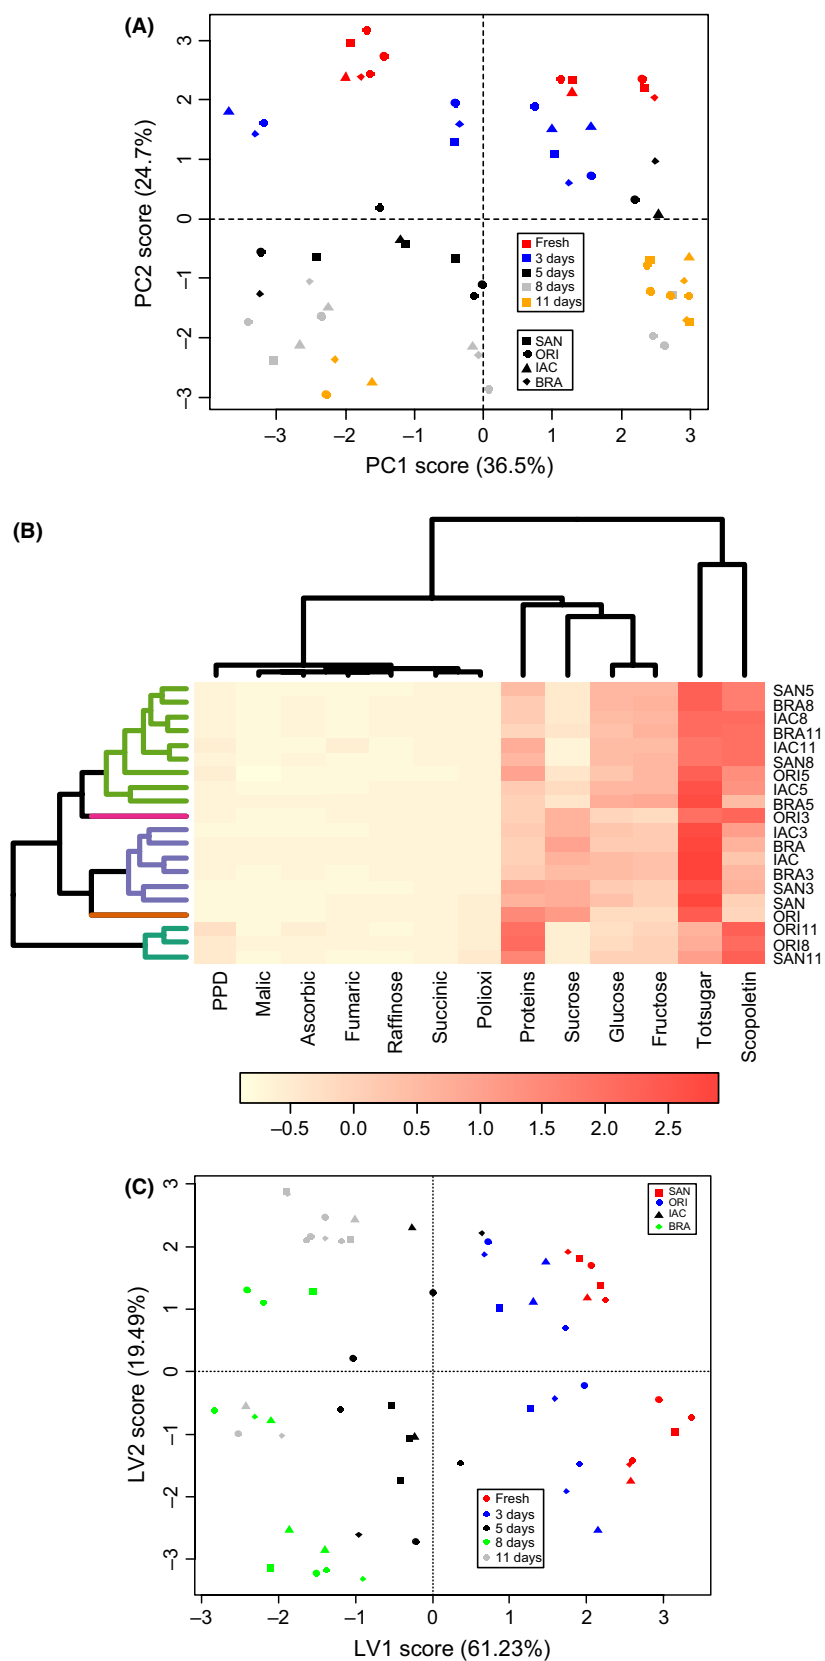 (A)
PC2 score (24.7%)
3
2
1
0
–1
–2
–3
Fresh
3 days
5 days
8 days
11 days
SAN
ORI
IAC
BRA
–3 –2 –1 0 1 2 3
PC1 score (36.5%)
(B)
SAN5
BRA8
IAC8
BRA11
IAC11
SAN8
ORI5
IAC5
BRA5
ORI3
IAC3
BRA
IAC
BRA3
SAN3
SAN
ORI
ORI11
ORI8
SAN11
PPD
Malic
Ascorbic
Fumaric
Raffinose
Succinic
Polioxi
Proteins
Sucrose
Glucose
Fructose
Totsugar
Scopoletin
–0.5 0.0 0.5 1.0 1.5 2.0 2.5
(C)
LV2 score (19.49%)
3
2
1
0
–1
–2
–3
SAN
ORI
IAC
BRA
Fresh
3 days
5 days
8 days
11 days
–3 –2 –1 0 1 2 3
LV1 score (61.23%)